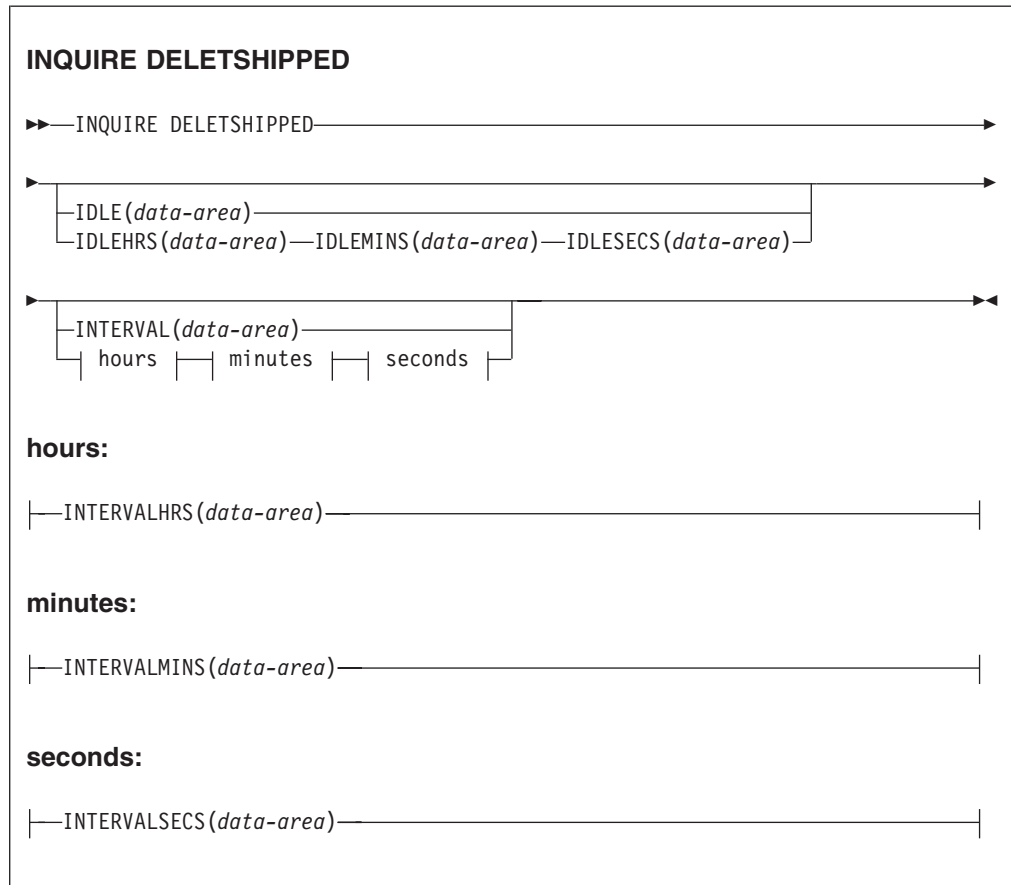 INQUIRE DELETSHIPPED
INQUIRE DELETSHIPPED
IDLE(data-area)
IDLEHRS(data-area) IDLEMINS(data-area) IDLESECS(data-area)
INTERVAL(data-area)
hours minutes seconds
hours:
INTERVALHRS(data-area)
minutes:
INTERVALMINS(data-area)
seconds:
INTERVALSECS(data-area)